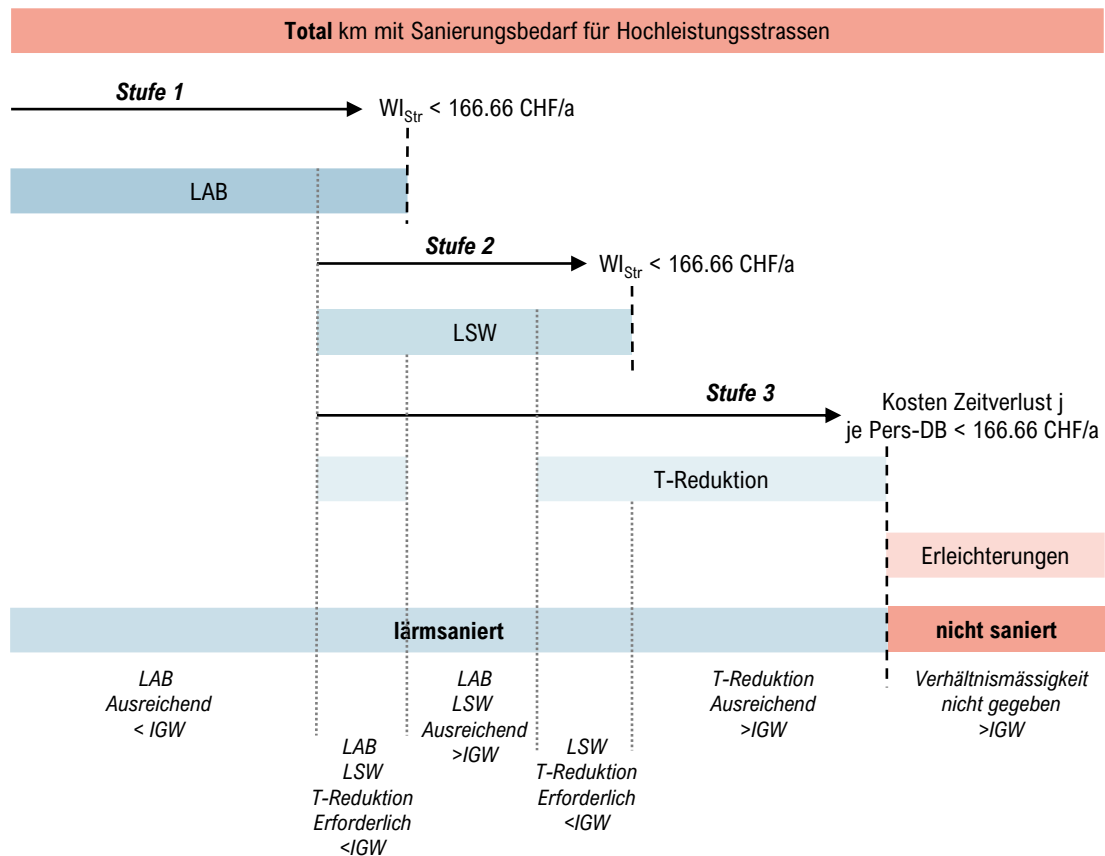 Total km mit Sanierungsbedarf für Hochleistungsstrassen
Stufe 1
WIStr < 166.66 CHF/a
LAB
Stufe 2
WIStr < 166.66 CHF/a
LSW
Stufe 3
Kosten Zeitverlust j
je Pers-DB < 166.66 CHF/a
T-Reduktion
Erleichterungen
lärmsaniert
nicht saniert
LAB
Ausreichend
< IGW
LAB
LSW
T-Reduktion
Erforderlich
<IGW
LAB
LSW
Ausreichend
>IGW
LSW
T-Reduktion
Erforderlich
<IGW
T-Reduktion
Ausreichend
>IGW
Verhältnismässigkeit
nicht gegeben
>IGW